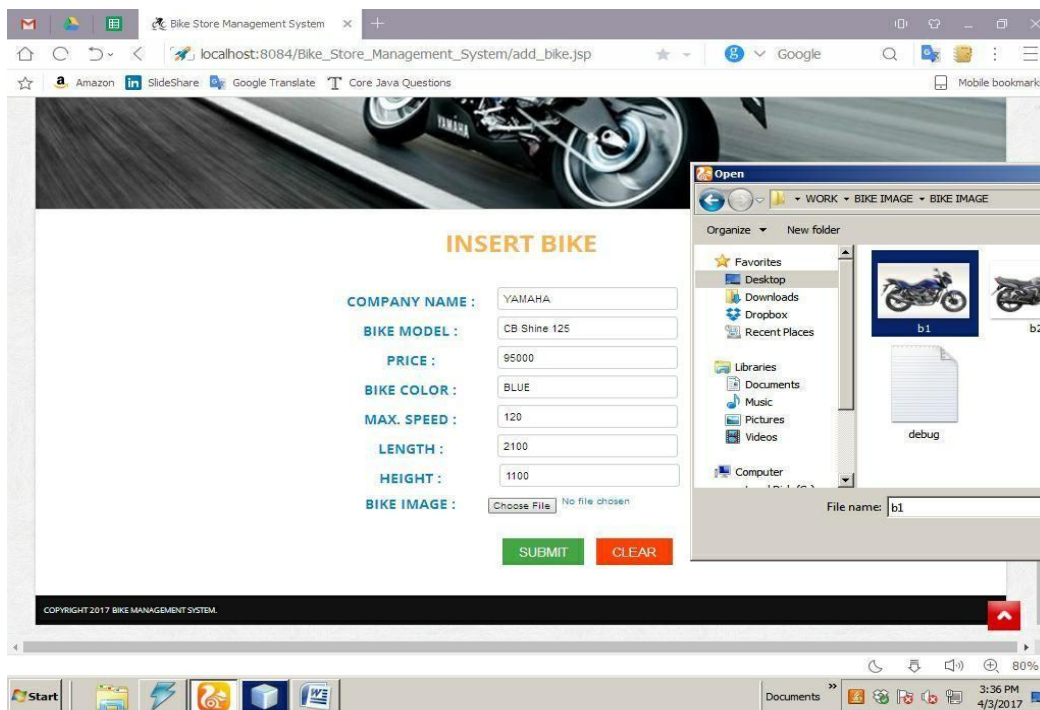 Bike Store Management System
localhost:8084/Bike_Store_Management_System/add_bike.jsp
Google
Amazon SlideShare Google Translate Core Java Questions Mobile bookmark
YAMAHA
INSERT BIKE
COMPANY NAME : YAMAHA
BIKE MODEL : CB Shine 125
PRICE : 95000
BIKE COLOR : BLUE
MAX. SPEED : 120
LENGTH : 2100
HEIGHT : 1100
BIKE IMAGE : Choose File No file chosen
SUBMIT CLEAR
Open
WORK BIKE IMAGE BIKE IMAGE
Organize New folder
Favorites
Desktop
Downloads
Dropbox
Recent Places
Libraries
Documents
Music
Pictures
Videos
Computer
b1 b2
debug
File name: b1
COPYRIGHT 2017 BIKE MANAGEMENT SYSTEM.
80%
Start
Documents
3:36 PM
4/3/2017